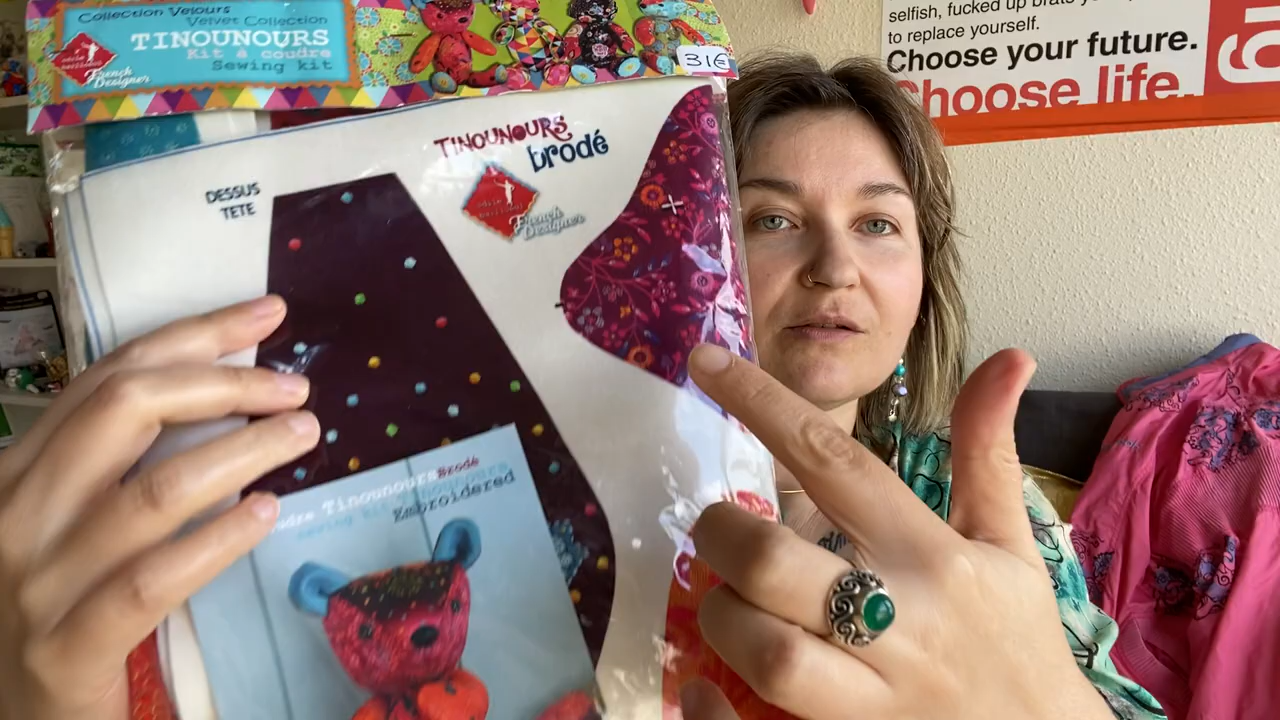 Collection Velours
Velvet Collection
TINOUNOURS
Kit à coudre
Sewing kit
French
Designer
31€
TINOUNOURS
brodé
French
Designer
DESSUS
TETE
Tinounours Brodé
Embroidered
selfish, fucked up brats
to replace yourself.
Choose your future.
Choose life.